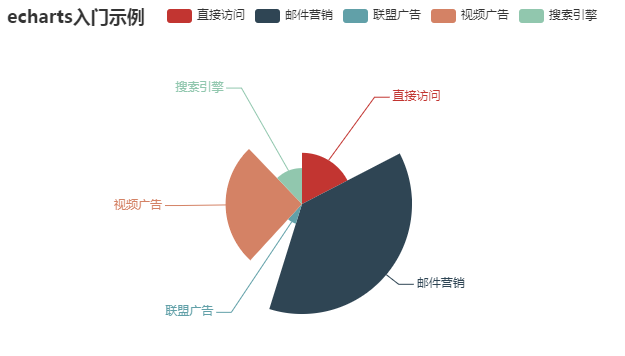 echarts入门示例 直接访问 邮件营销 联盟广告 视频广告 搜索引擎
搜索引擎
直接访问
视频广告
邮件营销
联盟广告